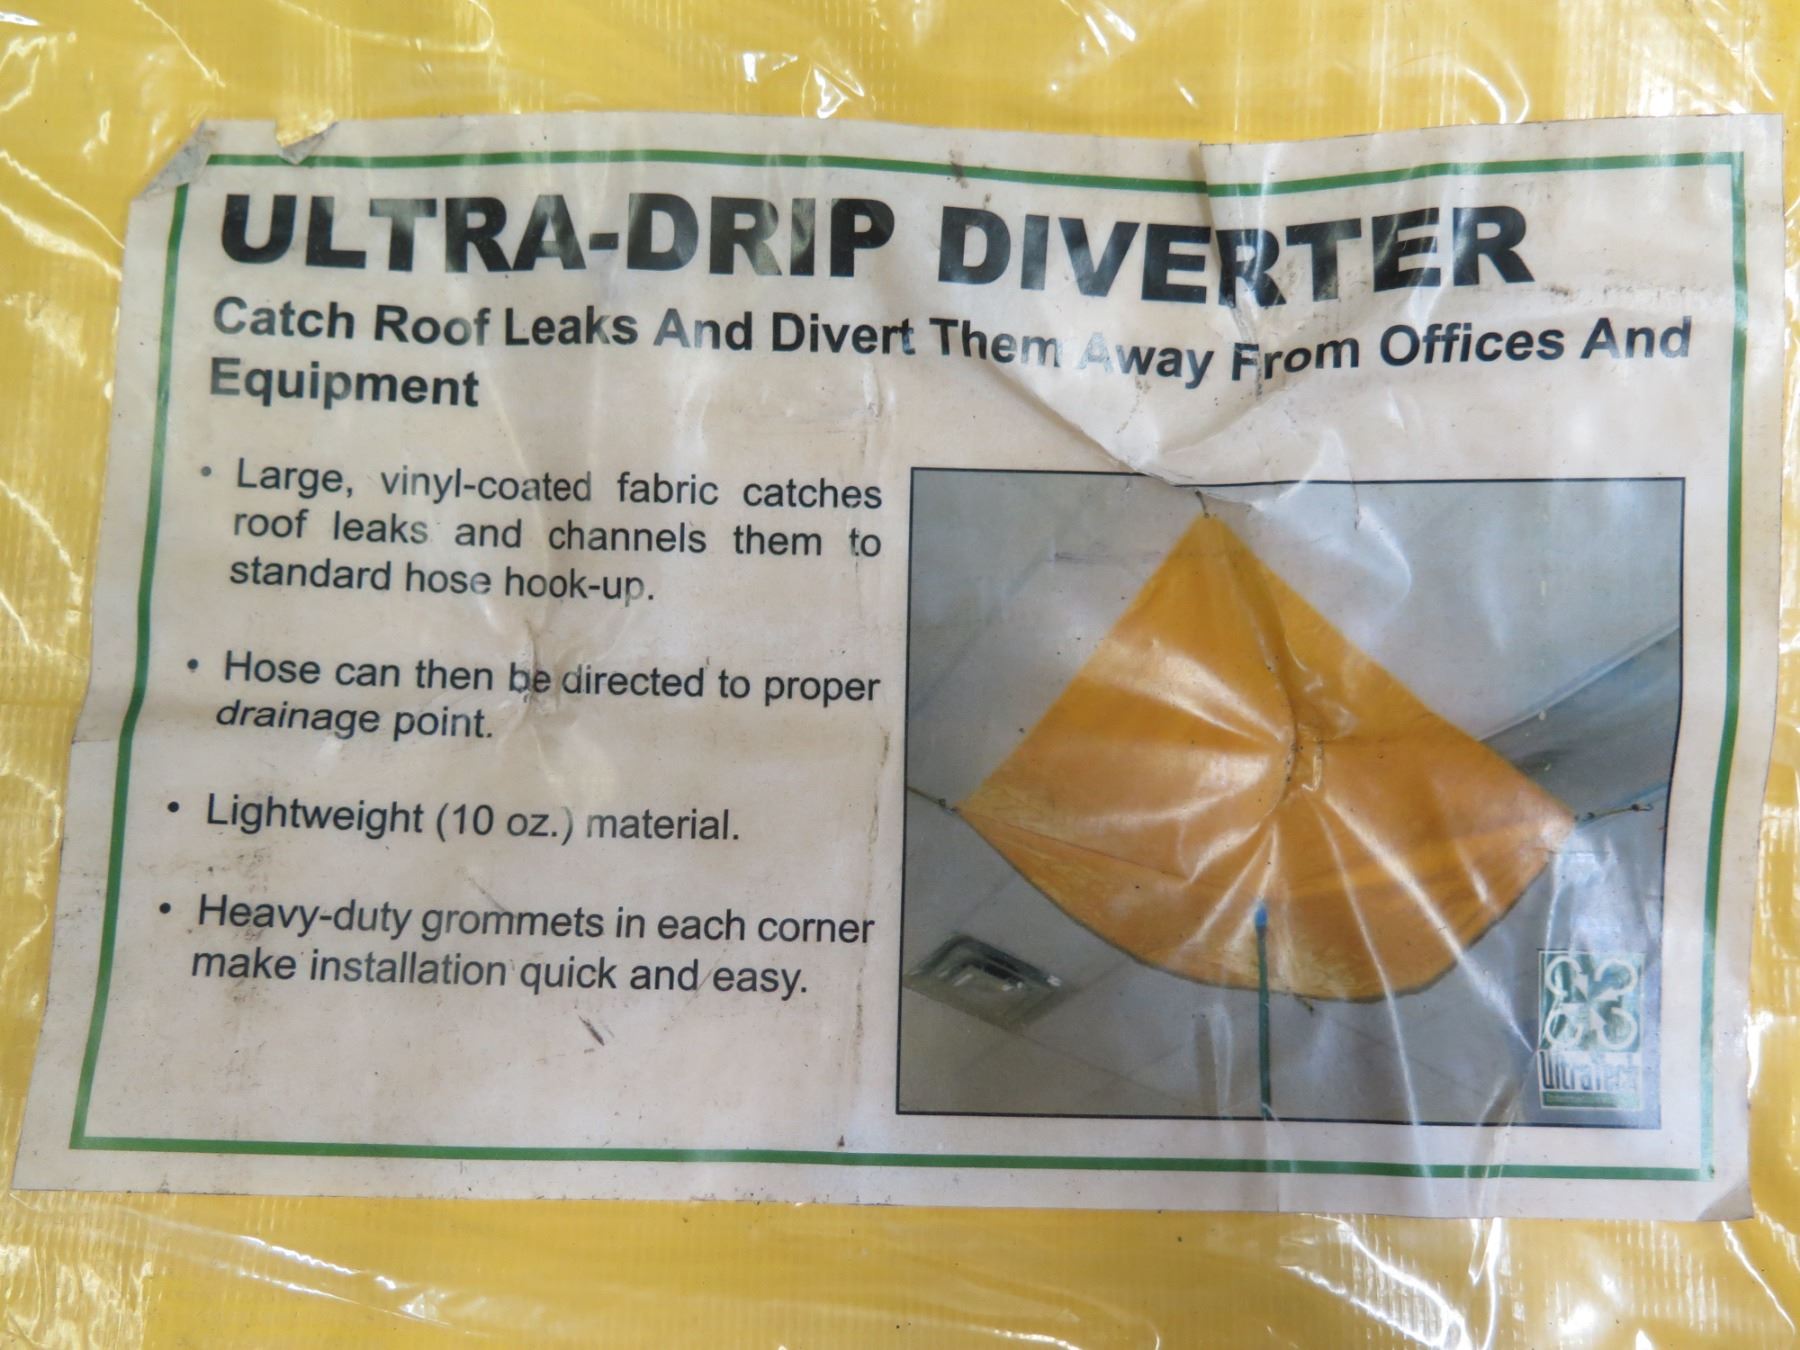 ULTRA-DRIP DIVERTER
Catch Roof Leaks And Divert Them Away From Offices And
Equipment
• Large, vinyl-coated fabric catches
roof leaks and channels them to
standard hose hook-up.
• Hose can then be directed to proper
drainage point.
• Lightweight (10 oz.) material.
• Heavy-duty grommets in each corner
make installation quick and easy.
UltraTech